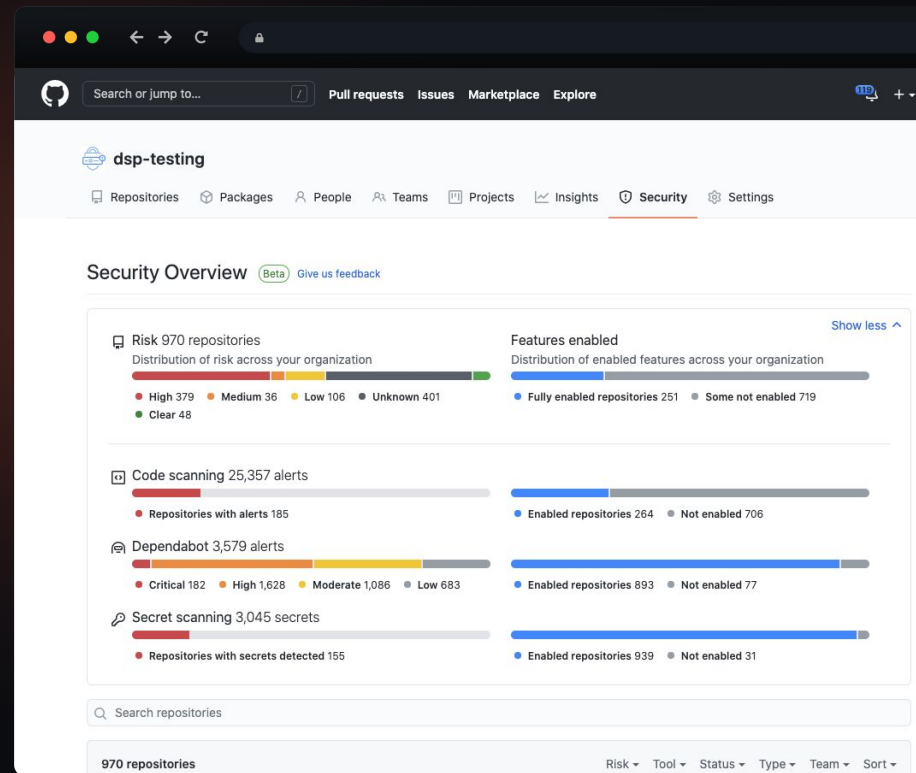 Search or jump to... /
Pull requests Issues Marketplace Explore
119
dsp-testing
Repositories Packages People Teams Projects Insights Security Settings
Security Overview Beta Give us feedback
Show less
Risk 970 repositories
Distribution of risk across your organization
High 379 Medium 36 Low 106 Unknown 401
Clear 48
Features enabled
Distribution of enabled features across your organization
Fully enabled repositories 251 Some not enabled 719
Code scanning 25,357 alerts
Repositories with alerts 185
Enabled repositories 264 Not enabled 706
Dependabot 3,579 alerts
Critical 182 High 1,628 Moderate 1,086 Low 683
Enabled repositories 893 Not enabled 77
Secret scanning 3,045 secrets
Repositories with secrets detected 155
Enabled repositories 939 Not enabled 31
Search repositories
970 repositories
Risk Tool Status Type Team Sort